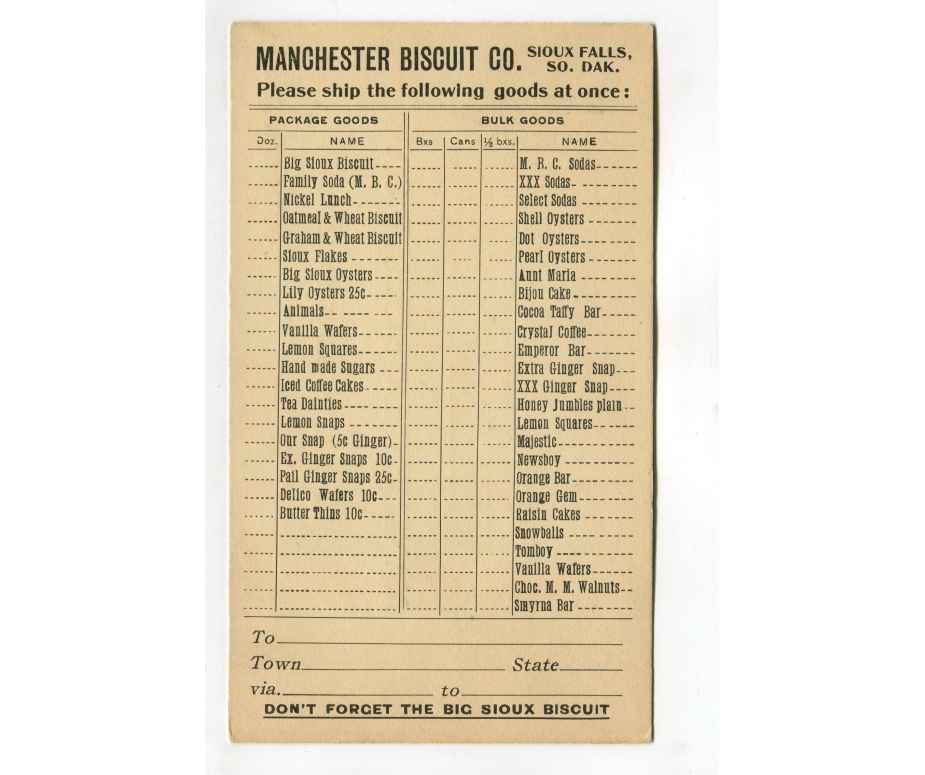 MANCHESTER BISCUIT CO. SIOUX FALLS, SO. DAK.
Please ship the following goods at once:
PACKAGE GOODS
Doz. NAME
Big Sioux Biscuit
Family Soda (M. B. C.)
Nickel Lunch
Oatmeal & Wheat Biscuit
Graham & Wheat Biscuit
Sioux Flakes
Big Sioux Oysters
Lily Oysters 25c
Animals
Vanilla Wafers
Lemon Squares
Hand made Sugars
Iced Coffee Cakes
Tea Dainties
Lemon Snaps
Our Snap (5c Ginger)
Ex. Ginger Snaps 10c
Pail Ginger Snaps 25c
Delico Wafers 10c
Butter Thins 10c
BULK GOODS
Bxs Cans ½ bxs. NAME
M. B. C. Sodas
XXX Sodas
Select Sodas
Shell Oysters
Dot Oysters
Pearl Oysters
Aunt Maria
Bijou Cake
Cocoa Taffy Bar
Crystal Coffee
Emperor Bar
Extra Ginger Snap
XXX Ginger Snap
Honey Jumbles plain
Lemon Squares
Majestic
Newsboy
Orange Bar
Orange Gem
Raisin Cakes
Snowballs
Tomboy
Vanilla Wafers
Choc. M. M. Walnuts
Smyrna Bar
To
Town State
via. to
DON'T FORGET THE BIG SIOUX BISCUIT